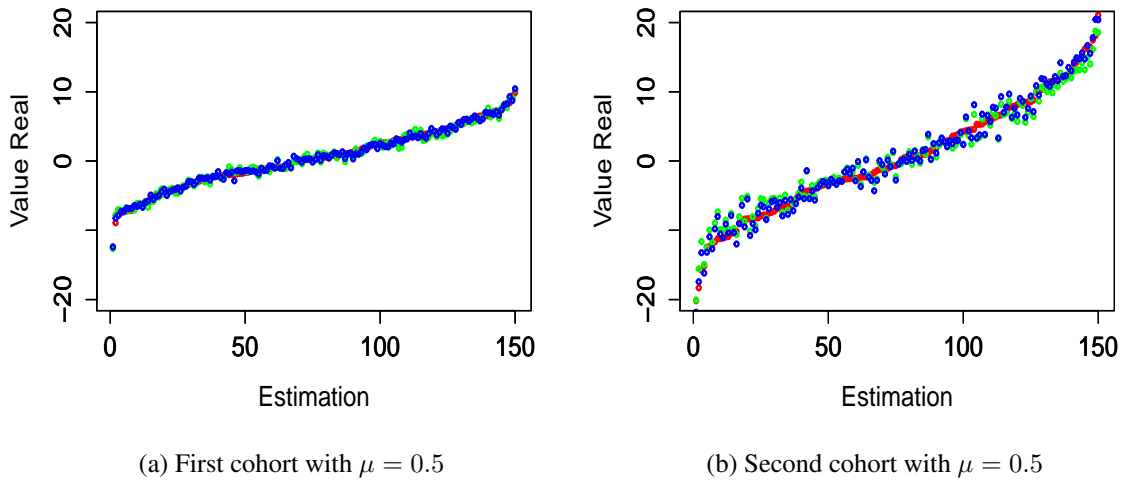 20
10
0
−20
Value Real
0
50
100
150
Estimation
(a) First cohort with μ = 0.5
20
10
0
−20
Value Real
0
50
100
150
Estimation
(b) Second cohort with μ = 0.5